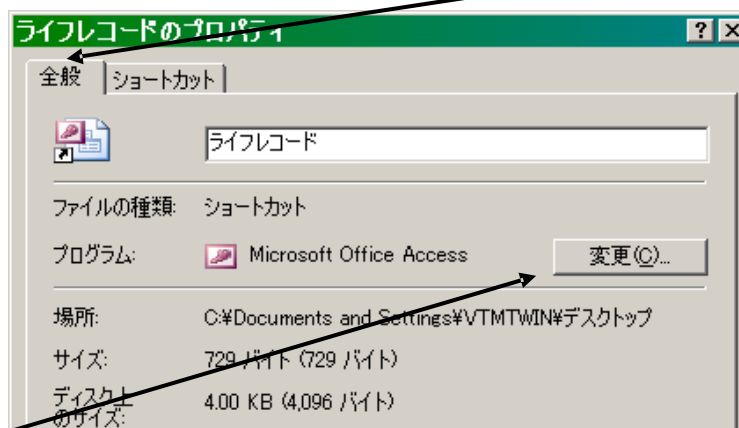 ライフレコードのプロパティ
全般 ショートカット
ライフレコード
ファイルの種類: ショートカット
プログラム: Microsoft Office Access 変更(C)...
場所: C:¥Documents and Settings¥VTMTWIN¥デスクトップ
サイズ: 729 バイト (729 バイト)
ディスク上
のサイズ: 4.00 KB (4,096 バイト)